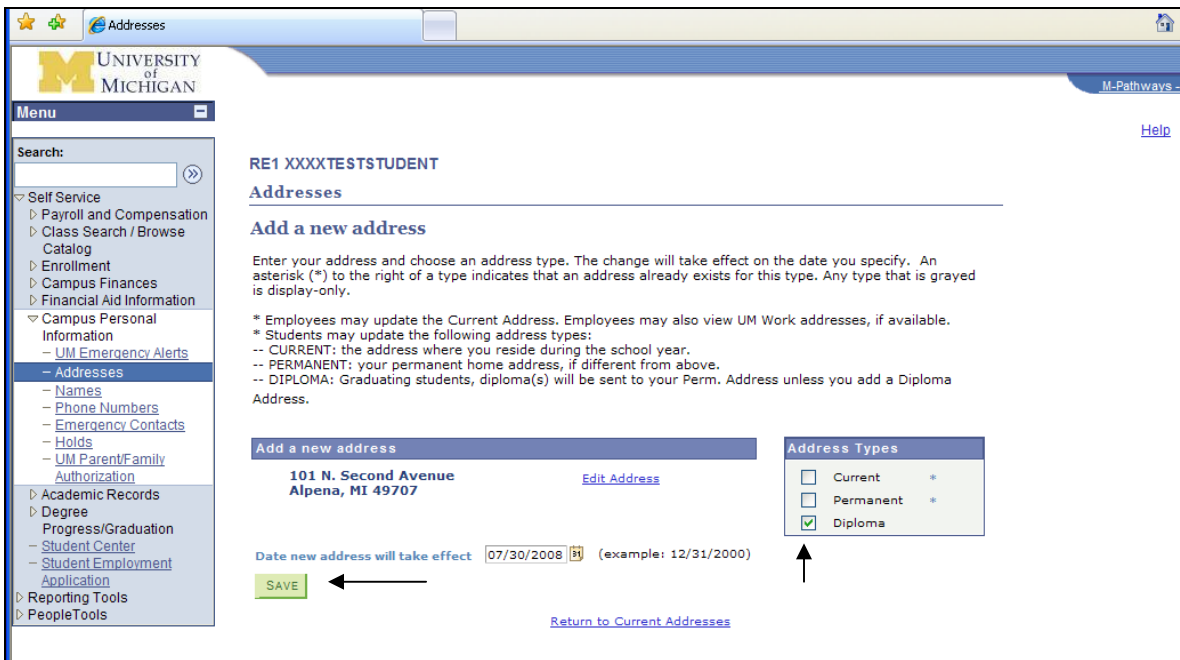 Addresses
UNIVERSITY
of
MICHIGAN
M-Pathways -
Menu
Help
Search:
Self Service
Payroll and Compensation
Class Search / Browse
Catalog
Enrollment
Campus Finances
Financial Aid Information
Campus Personal
Information
– UM Emergency Alerts
– Addresses
– Names
– Phone Numbers
– Emergency Contacts
– Holds
– UM Parent/Family
Authorization
Academic Records
Degree
Progress/Graduation
– Student Center
– Student Employment
Application
Reporting Tools
PeopleTools
RE1 XXXXTESTSTUDENT
Addresses
Add a new address
Enter your address and choose an address type. The change will take effect on the date you specify. An
asterisk (*) to the right of a type indicates that an address already exists for this type. Any type that is grayed
is display-only.
* Employees may update the Current Address. Employees may also view UM Work addresses, if available.
* Students may update the following address types:
-- CURRENT: the address where you reside during the school year.
-- PERMANENT: your permanent home address, if different from above.
-- DIPLOMA: Graduating students, diploma(s) will be sent to your Perm. Address unless you add a Diploma
Address.
Add a new address
101 N. Second Avenue
Alpena, MI 49707
Edit Address
Address Types
Current *
Permanent *
Diploma
Date new address will take effect 07/30/2008 31 (example: 12/31/2000)
SAVE
Return to Current Addresses